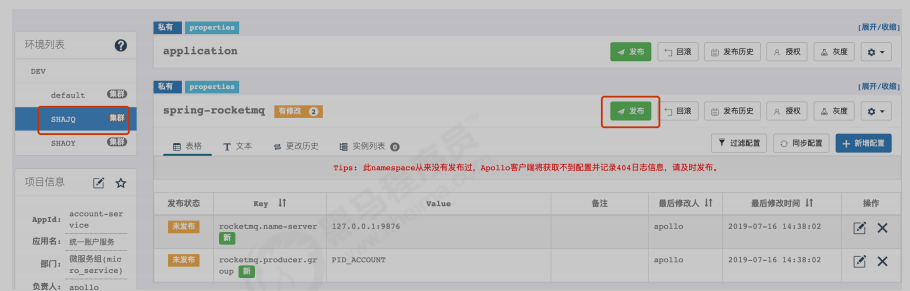 私有 properties [展开/收缩]
环境列表
application 发布 回滚 发布历史 授权 灰度
DEV
私有 properties [展开/收缩]
default 集群
spring-rocketmq 有修改 2 发布 回滚 发布历史 授权 灰度
SHAJQ 集群
SHAOY 集群
表格 T 文本 更改历史 实例列表 0 过滤配置 同步配置 + 新增配置
Tips: 此namespace从来没有发布过，Apollo客户端将获取不到配置并记录404日志信息，请及时发布。
项目信息
发布状态 Key Value 备注 最后修改人 最后修改时间 操作
AppId: account-ser
vice
未发布 rocketmq.name-server 127.0.0.1:9876 apollo 2019-07-16 14:38:02
新
应用名: 统一账户服务
部门: 微服务组(mic
ro_service)
未发布 rocketmq.producer.gr PID_ACCOUNT apollo 2019-07-16 14:38:02
oup 新
负责人: apollo
黑马程序员